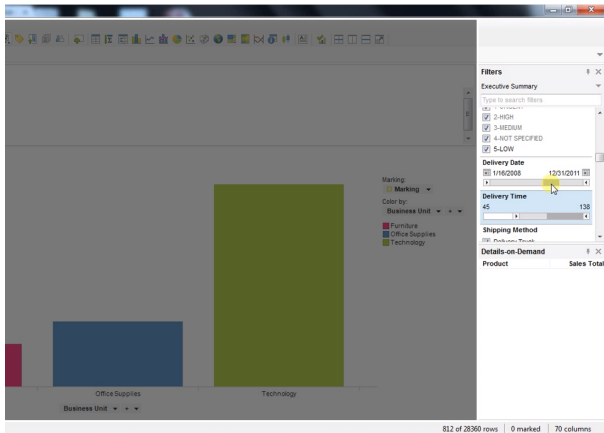 Filters
Executive Summary
Type to search filters
2-HIGH
3-MEDIUM
4-NOT SPECIFIED
5-LOW
Delivery Date
1/16/2008 12/31/2011
Delivery Time
45 138
Shipping Method
Delivery Truck
Details-on-Demand
Product Sales Total
Marking:
Marking
Color by:
Business Unit
Furniture
Office Supplies
Technology
Office Supplies Technology
Business Unit
812 of 28360 rows 0 marked 70 columns